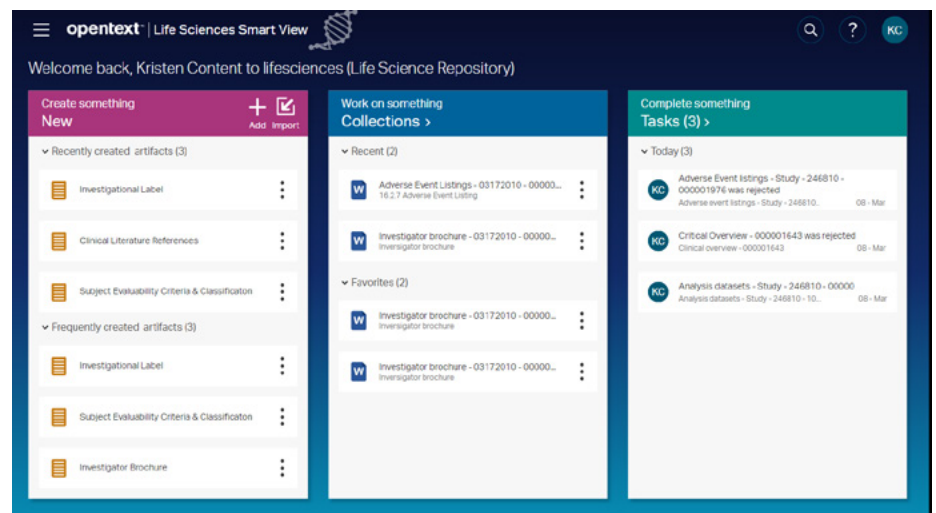 opentext™ | Life Sciences Smart View
? KC
Welcome back, Kristen Content to lifesciences (Life Science Repository)
Create something
New
Add Import
Recently created artifacts (3)
Investigational Label
Clinical Literature References
Subject Evaluability Criteria & Classificaton
Frequently created artifacts (3)
Investigational Label
Subject Evaluability Criteria & Classificaton
Investigator Brochure
Work on something
Collections >
Recent (2)
W Adverse Event Listings - 03172010 - 00000...
16.2.7 Adverse Event Listing
W Investigator brochure - 03172010 - 00000...
Inversigator brochure
Favorites (2)
W Investigator brochure - 03172010 - 00000...
Inversigator brochure
W Investigator brochure - 03172010 - 00000...
Inversigator brochure
Complete something
Tasks (3) >
Today (3)
KC Adverse Event listings - Study - 246810 -
000001976 was rejected
Adverse event listings - Study - 246810. 08 - Mar
KC Critical Overview - 000001643 was rejected
Clinical overview - 000001643 08 - Mar
KC Analysis datasets - Study - 246810 - 00000
Analysis datasets - Study - 246810 - 10... 08 - Mar